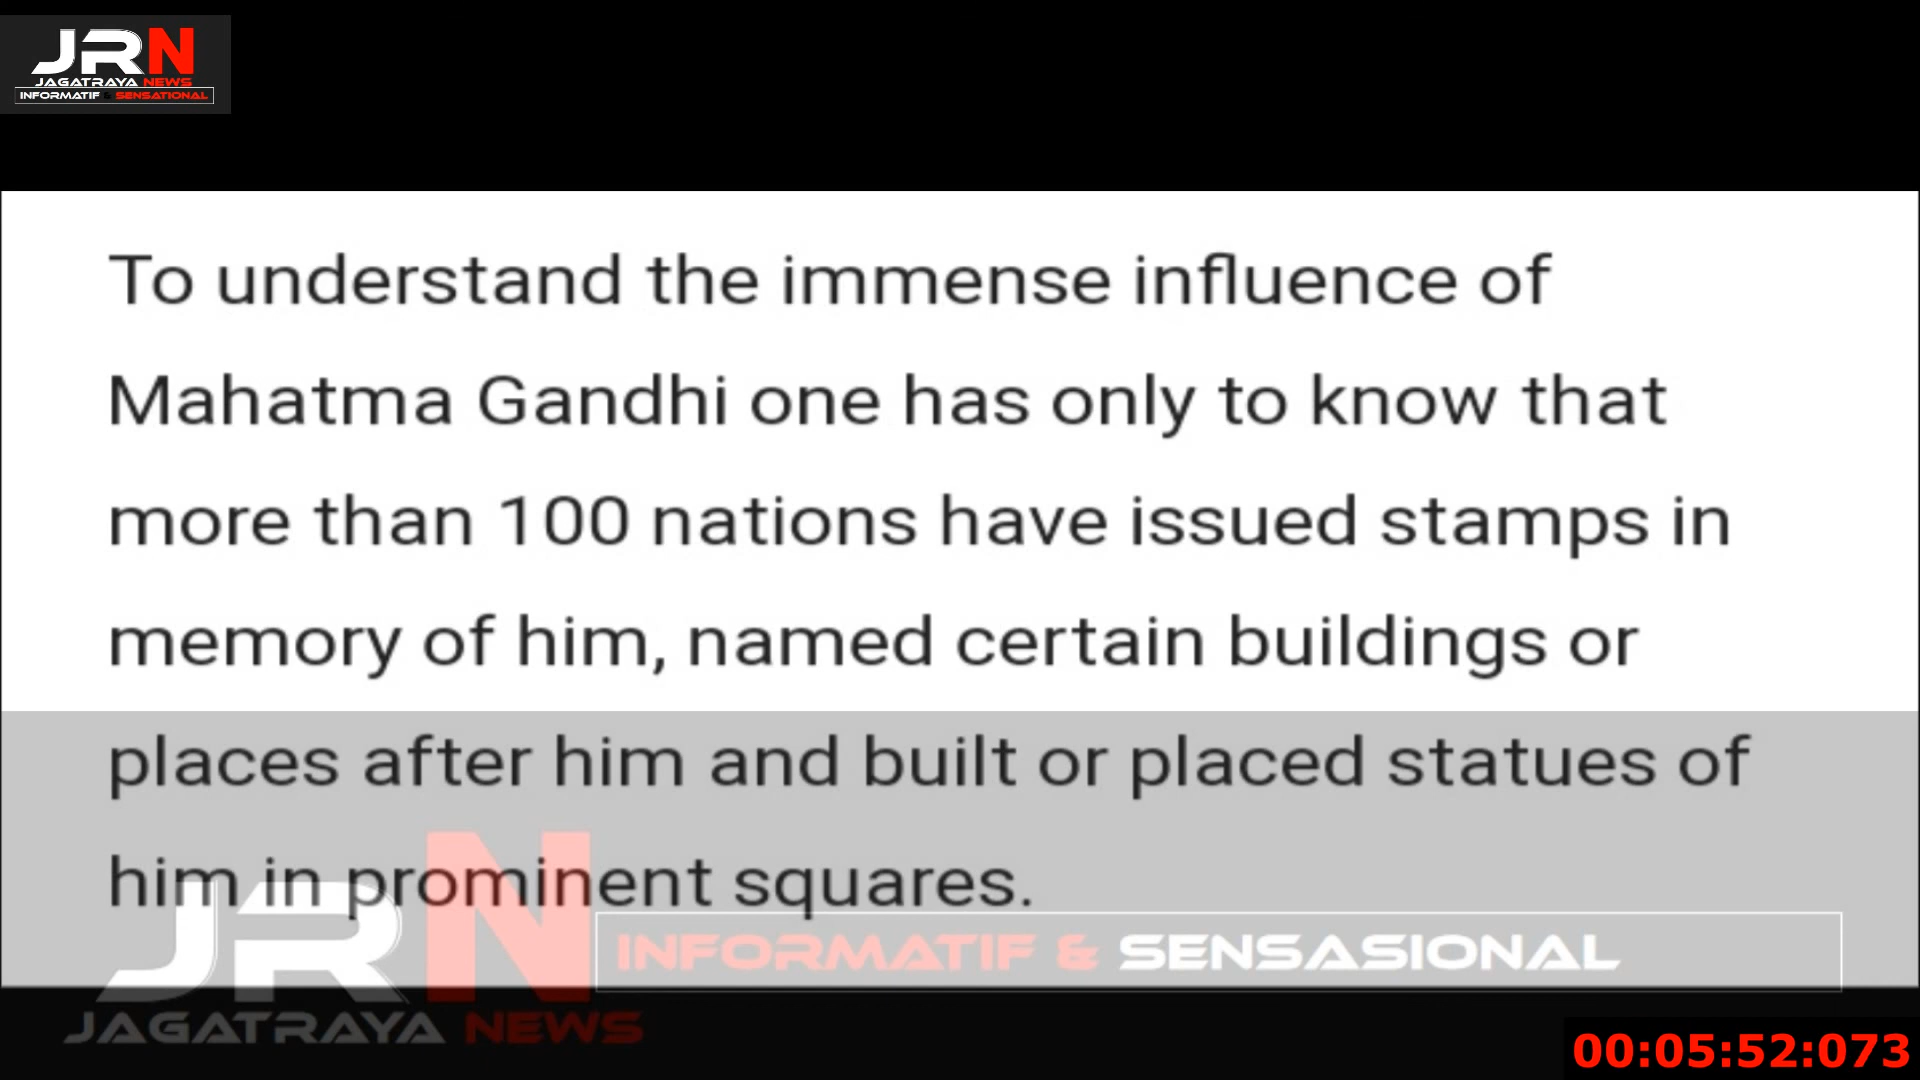 JRN
JAGATRAYA NEWS
INFORMATIF & SENSATIONAL
To understand the immense influence of
Mahatma Gandhi one has only to know that
more than 100 nations have issued stamps in
memory of him, named certain buildings or
places after him and built or placed statues of
him in prominent squares.
JRN
INFORMATIF & SENSASIONAL
JAGATRAYA NEWS
00:05:52:073